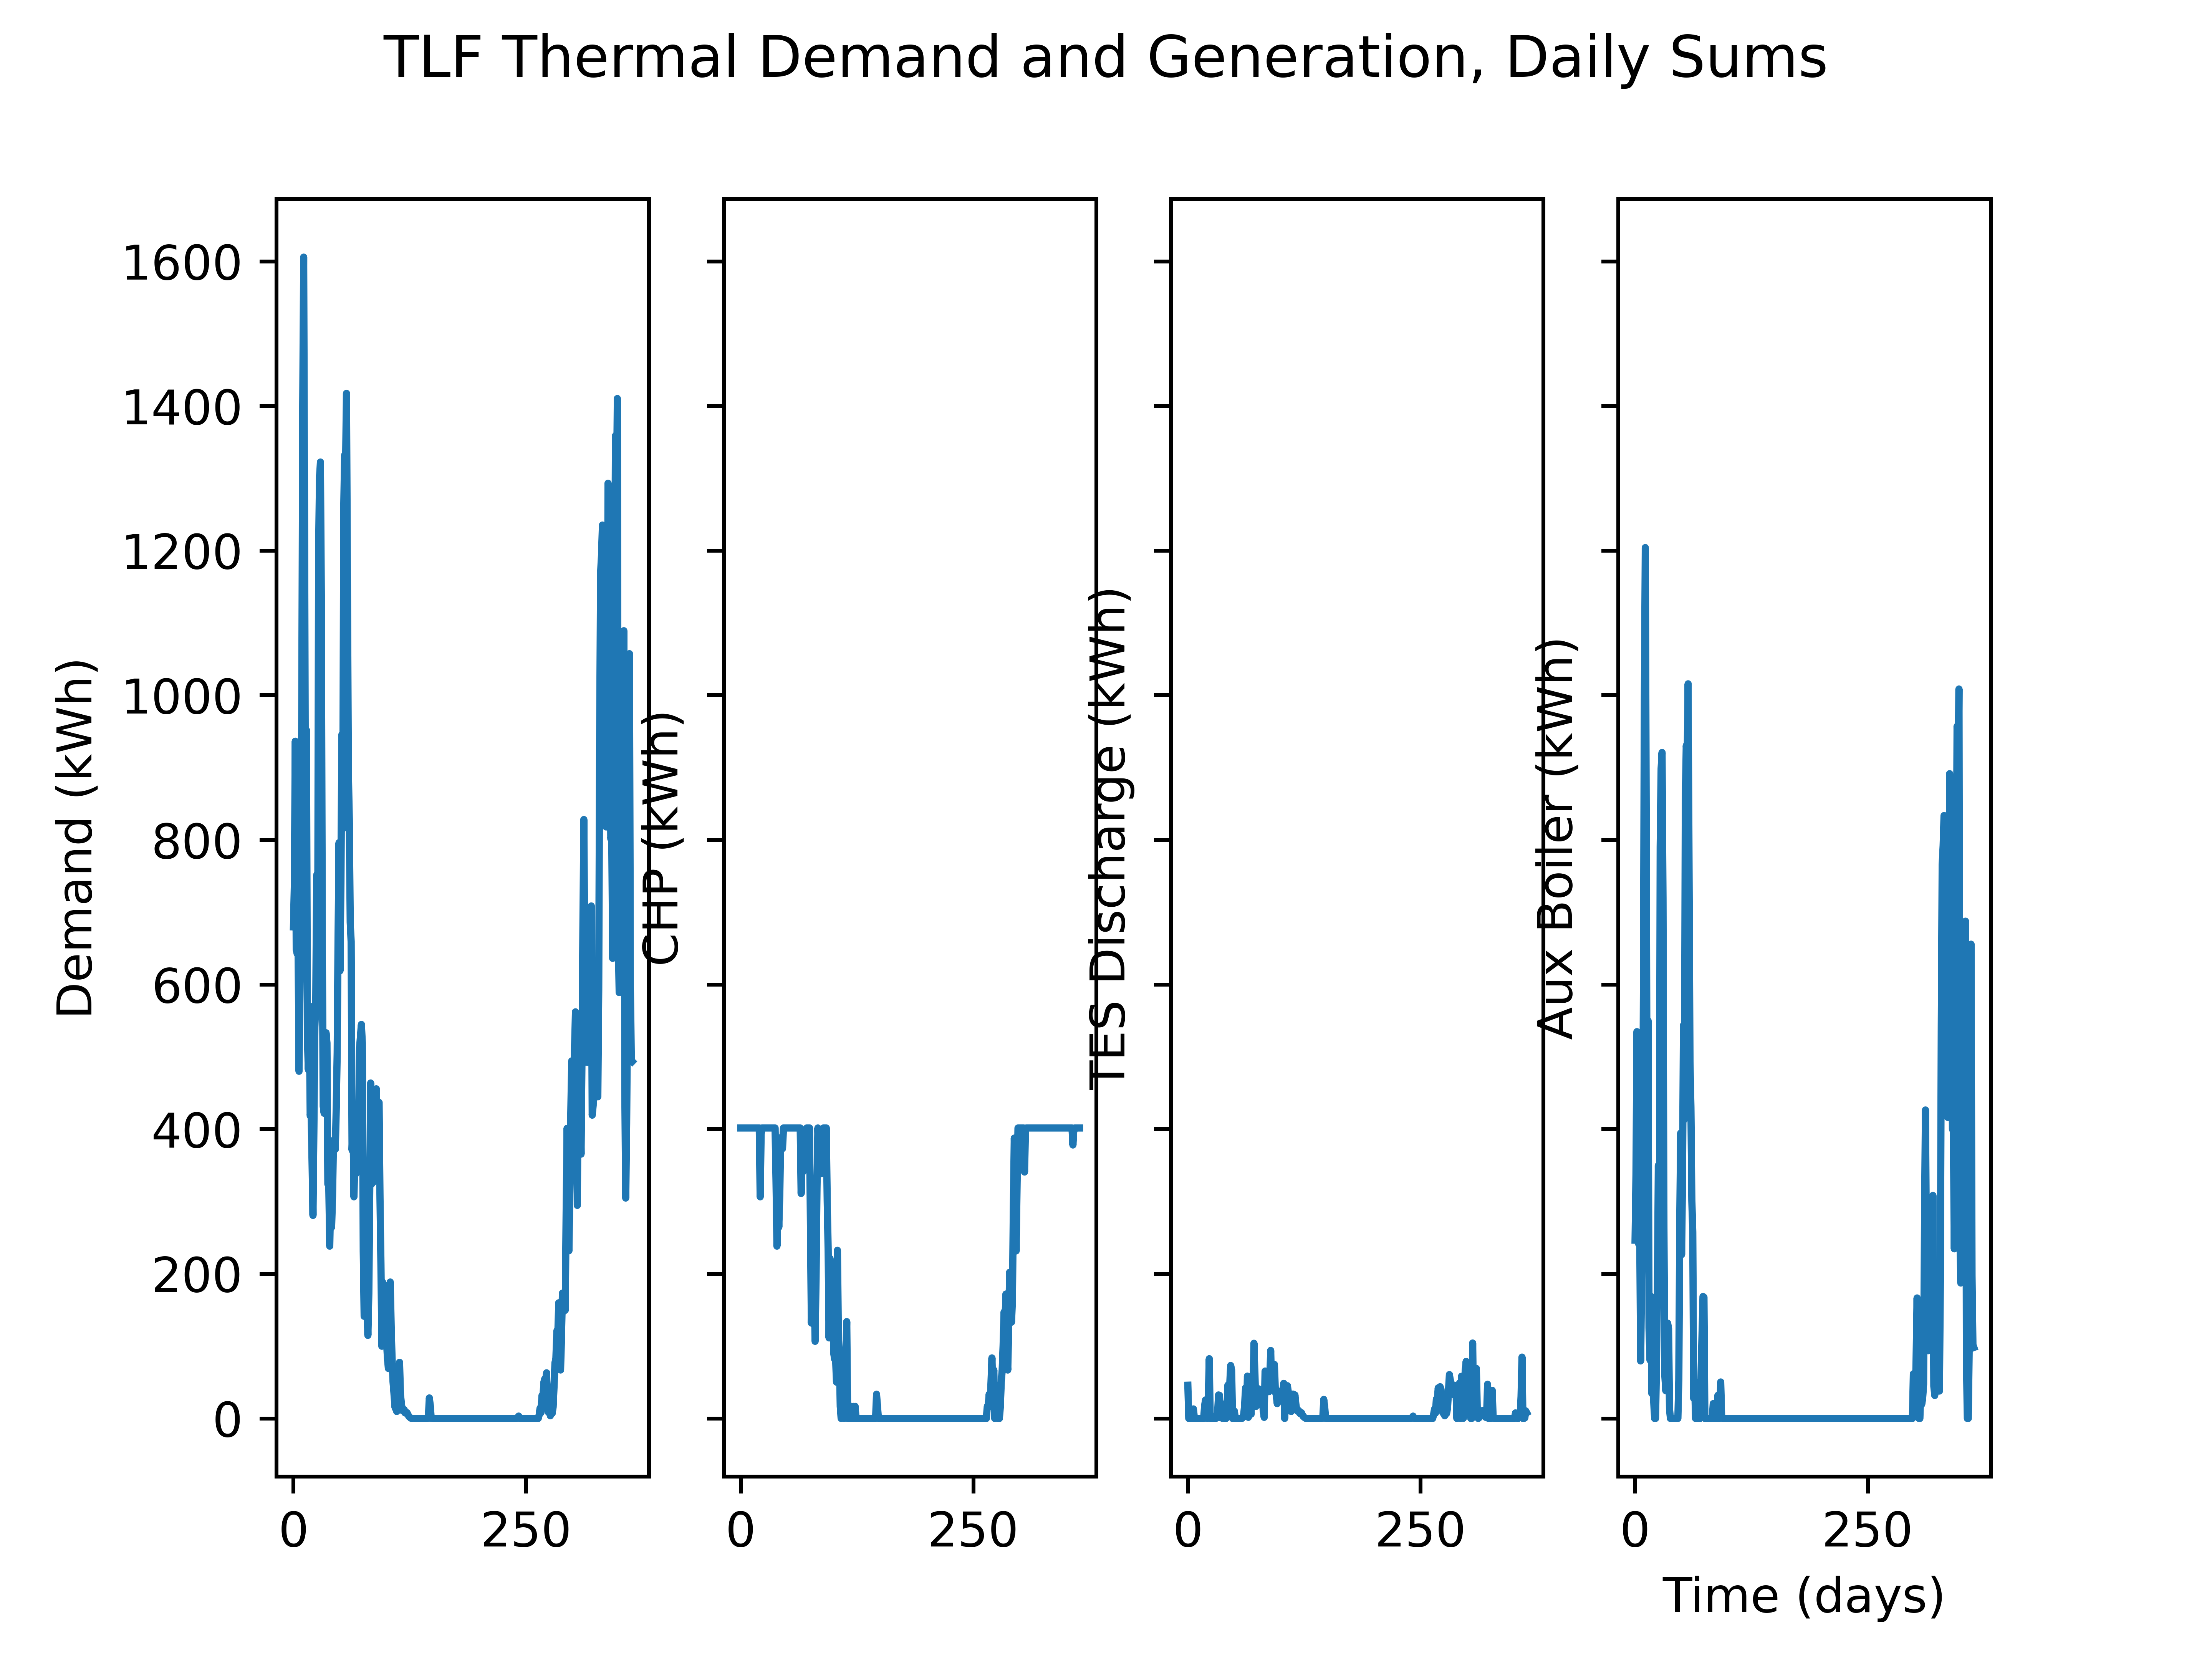 TLF Thermal Demand and Generation, Daily Sums
Demand (kWh)
1600
1400
1200
1000
800
600
400
200
0
0 250
CHP (kWh)
0 250
TES Discharge (kWh)
0 250
Aux Boiler (kWh)
0 250
Time (days)